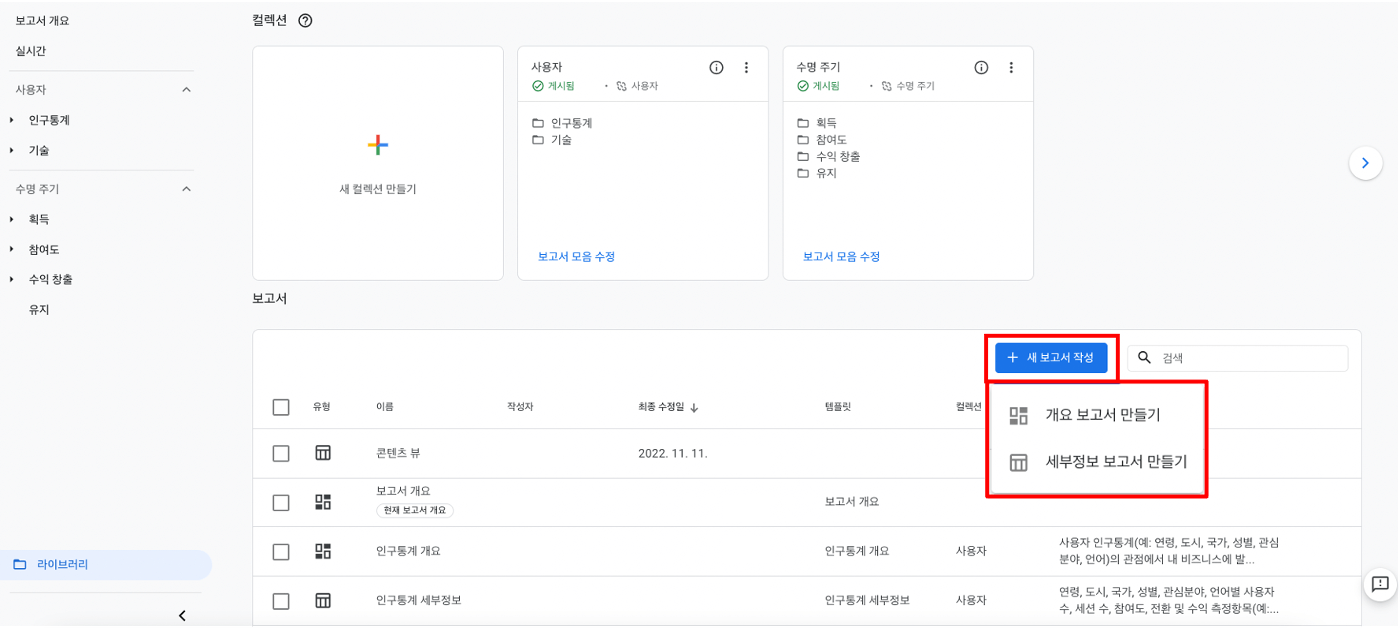 보고서 개요
실시간
사용자
인구통계
기술
수명 주기
획득
참여도
수익 창출
유지
라이브러리
컬렉션
새 컬렉션 만들기
사용자
게시됨 • 사용자
인구통계
기술
보고서 모음 수정
수명 주기
게시됨 • 수명 주기
획득
참여도
수익 창출
유지
보고서 모음 수정
보고서
+ 새 보고서 작성
검색
개요 보고서 만들기
세부정보 보고서 만들기
유형 이름 작성자 최종 수정일 ↓ 템플릿 컬렉션
콘텐츠 뷰 2022. 11. 11.
보고서 개요 보고서 개요
현재 보고서 개요
인구통계 개요 인구통계 개요 사용자 사용자 인구통계(예: 연령, 도시, 국가, 성별, 관심
분야, 언어)의 관점에서 내 비즈니스에 발...
인구통계 세부정보 인구통계 세부정보 사용자 연령, 도시, 국가, 성별, 관심분야, 언어별 사용자
수, 세션 수, 참여도, 전환 및 수익 측정항목(예:...